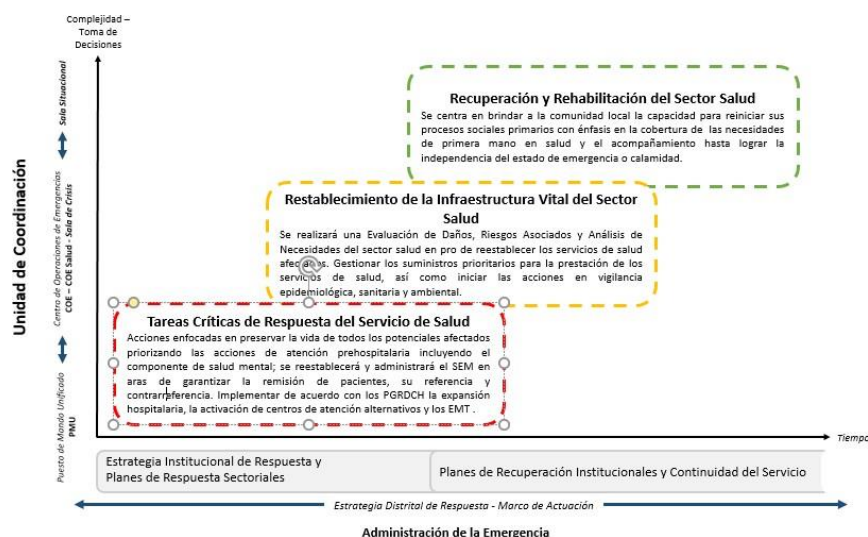 Complejidad –
Toma de
Decisiones
Unidad de Coordinación
Sala Situacional
Centro de Operaciones de Emergencias
COE – COE Salud - Sala de Crisis
Puesto de Mando Unificado
PMU
Recuperación y Rehabilitación del Sector Salud
Se centra en brindar a la comunidad local la capacidad para reiniciar sus
procesos sociales primarios con énfasis en la cobertura de las necesidades
de primera mano en salud y el acompañamiento hasta lograr la
independencia del estado de emergencia o calamidad.
Restablecimiento de la Infraestructura Vital del Sector
Salud
Se realizará una Evaluación de Daños, Riesgos Asociados y Análisis de
Necesidades del sector salud en pro de reestablecer los servicios de salud
Gestionar los suministros prioritarios para la prestación de los
servicios de salud, así como iniciar las acciones en vigilancia
epidemiológica, sanitaria y ambiental.
Tareas Críticas de Respuesta del Servicio de Salud
Acciones enfocadas en preservar la vida de todos los potenciales afectados
priorizando las acciones de atención prehospitalaria incluyendo el
componente de salud mental; se reestablecerá y administrará el SEM en
aras de garantizar la remisión de pacientes, su referencia y
contrarreferencia. Implementar de acuerdo con los PGRDCH la expansión
hospitalaria, la activación de centros de atención alternativos y los EMT .
Tiempo
Estrategia Institucional de Respuesta y
Planes de Respuesta Sectoriales
Planes de Recuperación Institucionales y Continuidad del Servicio
Estrategia Distrital de Respuesta - Marco de Actuación
Administración de la Emergencia